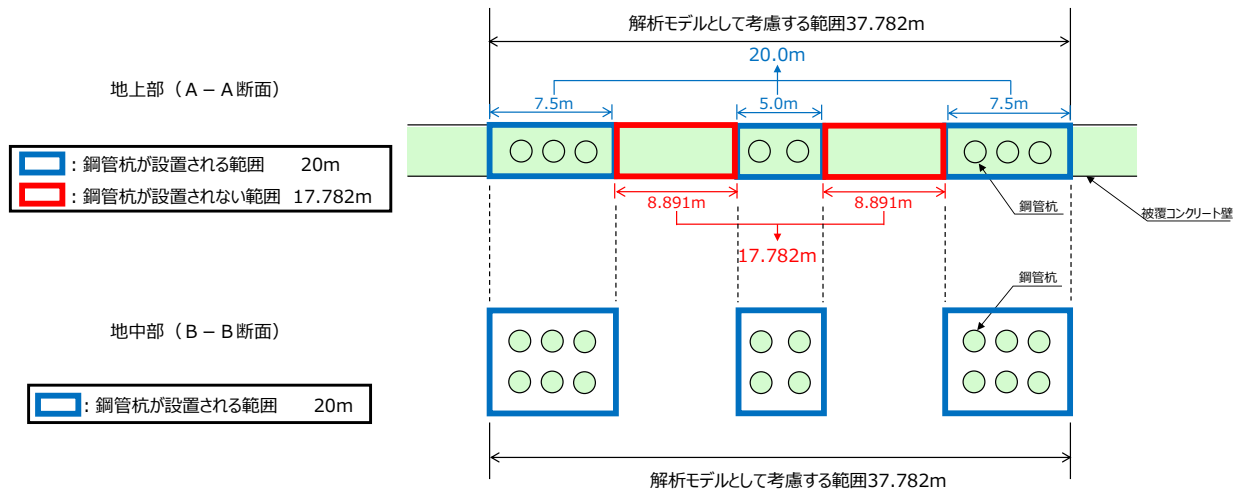 解析モデルとして考慮する範囲37.782m
20.0m
地上部（A－A断面）
7.5m
5.0m
7.5m
：鋼管杭が設置される範囲 20m
：鋼管杭が設置されない範囲 17.782m
8.891m
8.891m
鋼管杭
被覆コンクリート壁
17.782m
鋼管杭
地中部（B－B断面）
：鋼管杭が設置される範囲 20m
解析モデルとして考慮する範囲37.782m